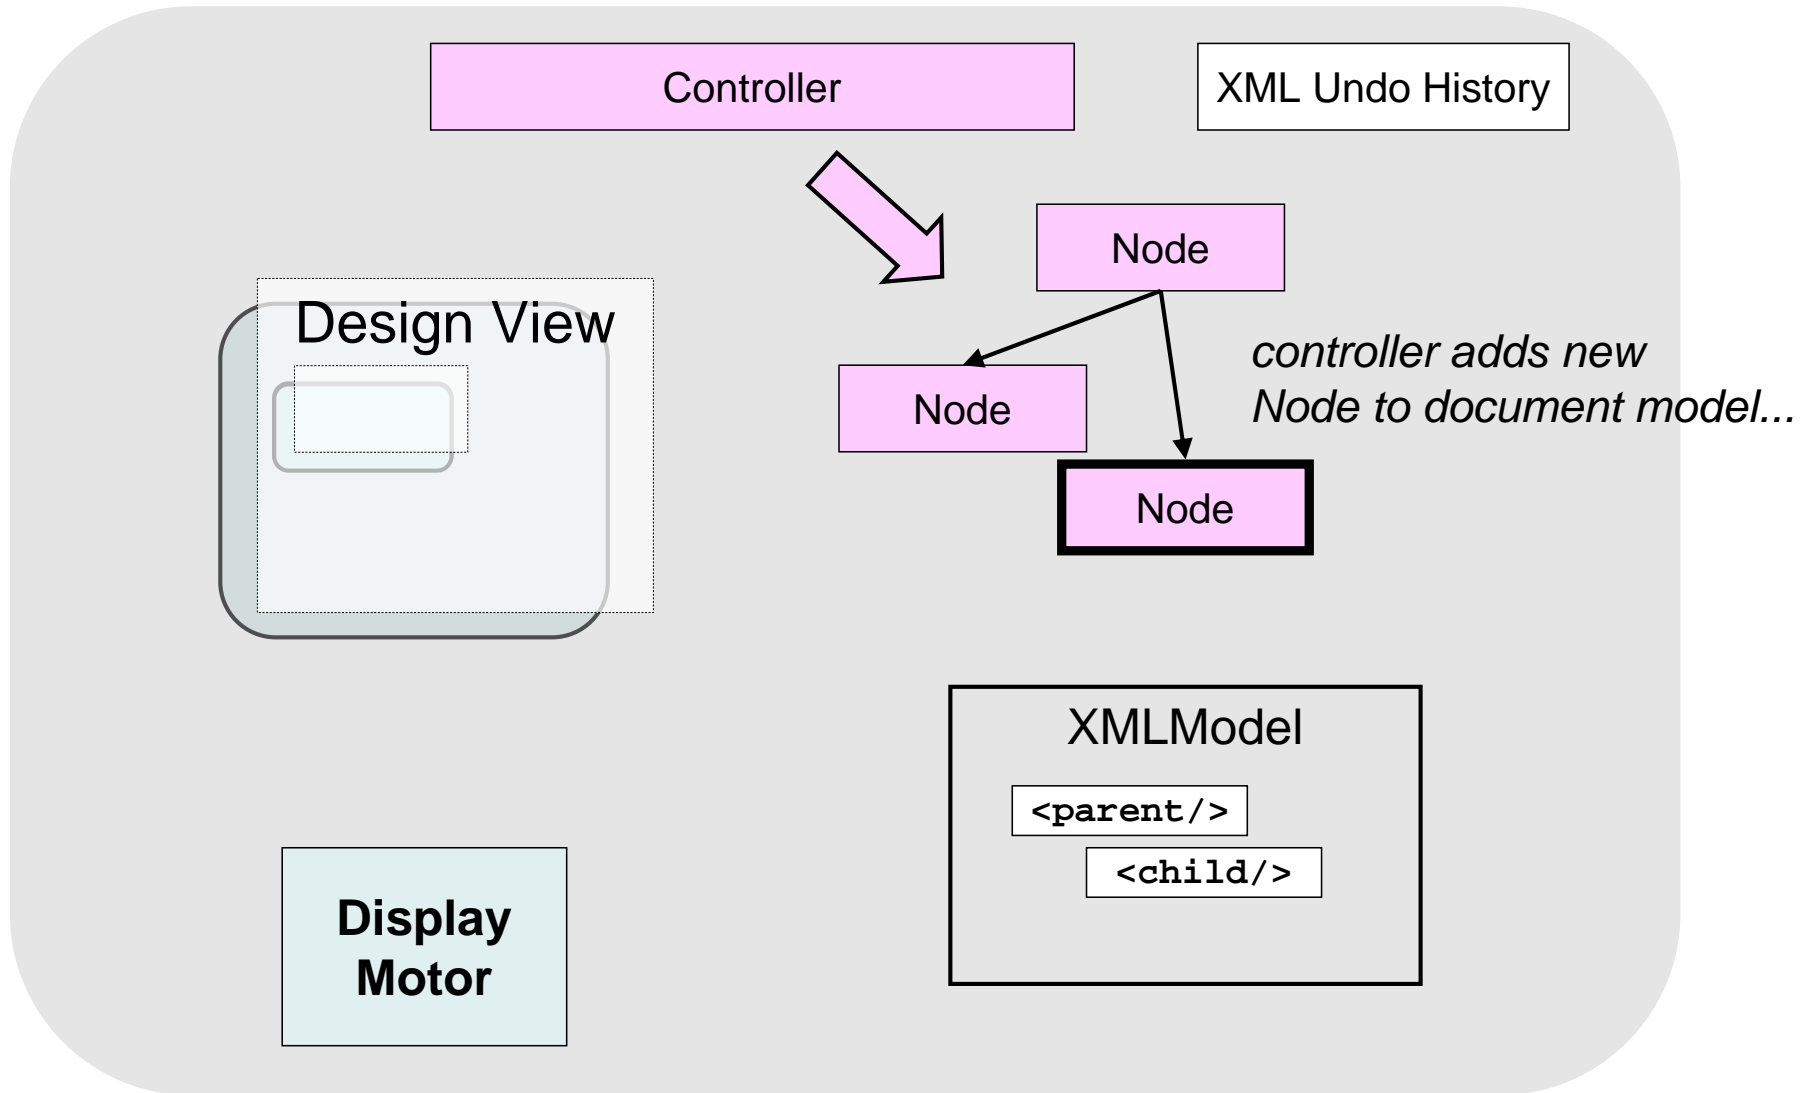 Controller
XML Undo History
Node
Design View
controller adds new
Node to document model...
Node
Node
XMLModel
<parent/>
<child/>
Display
Motor